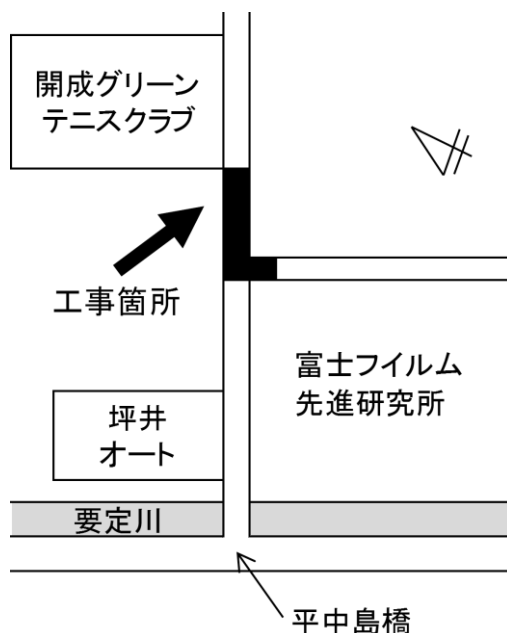 開成グリーン
テニスクラブ
工事箇所
富士フイルム
先進研究所
坪井
オート
要定川
平中島橋